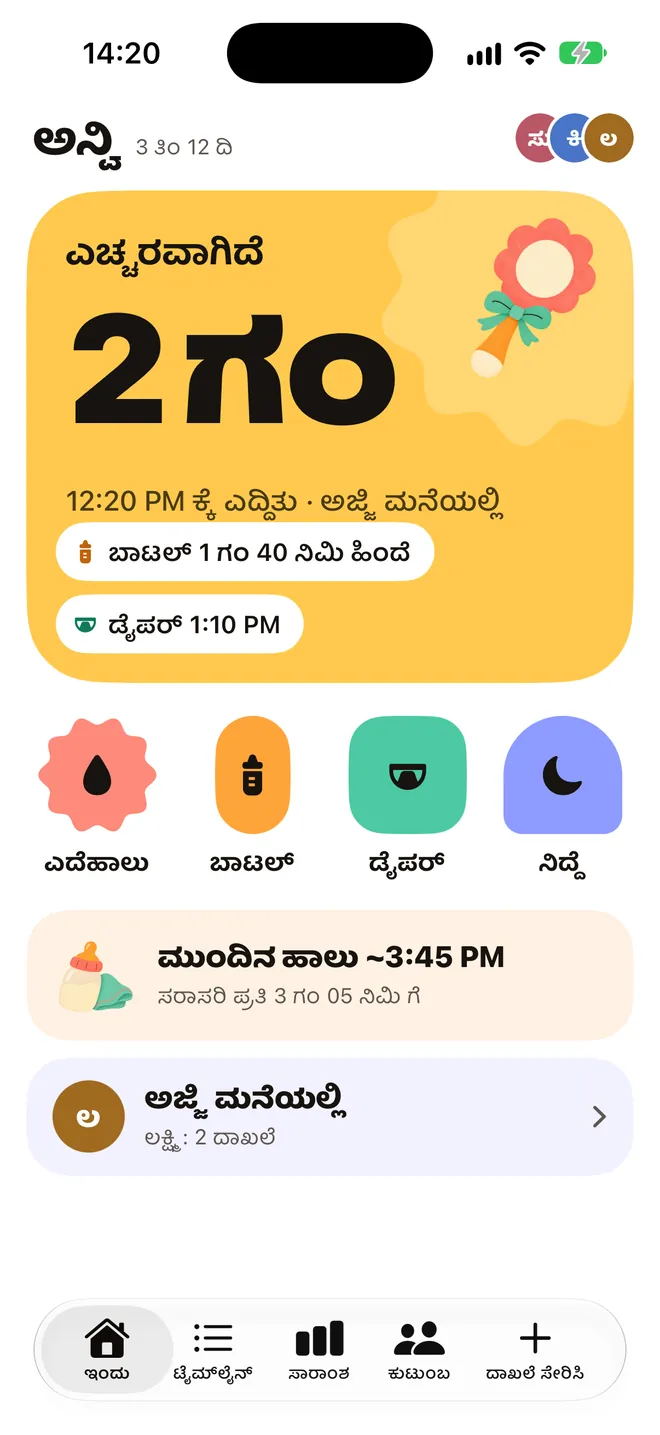 14:20
ಅನ್ವಿ 3 ತಿಂ 12 ದಿ
ಸು ಕಿ ಲ
ಎಚ್ಚರವಾಗಿದೆ
2 ಗಂ
12:20 PM ಕ್ಕೆ ಎದ್ದಿತು · ಅಜ್ಜಿ ಮನೆಯಲ್ಲಿ
ಬಾಟಲ್ 1 ಗಂ 40 ನಿಮಿ ಹಿಂದೆ
ಡೈಪರ್ 1:10 PM
ಎದೆಹಾಲು ಬಾಟಲ್ ಡೈಪರ್ ನಿದ್ದೆ
ಮುಂದಿನ ಹಾಲು ~3:45 PM
ಸರಾಸರಿ ಪ್ರತಿ 3 ಗಂ 05 ನಿಮಿ ಗೆ
ಲ
ಅಜ್ಜಿ ಮನೆಯಲ್ಲಿ
ಲಕ್ಷ್ಮಿ: 2 ದಾಖಲೆ
ಇಂದು ಟೈಮ್‌ಲೈನ್ ಸಾರಾಂಶ ಕುಟುಂಬ ದಾಖಲೆ ಸೇರಿಸಿ